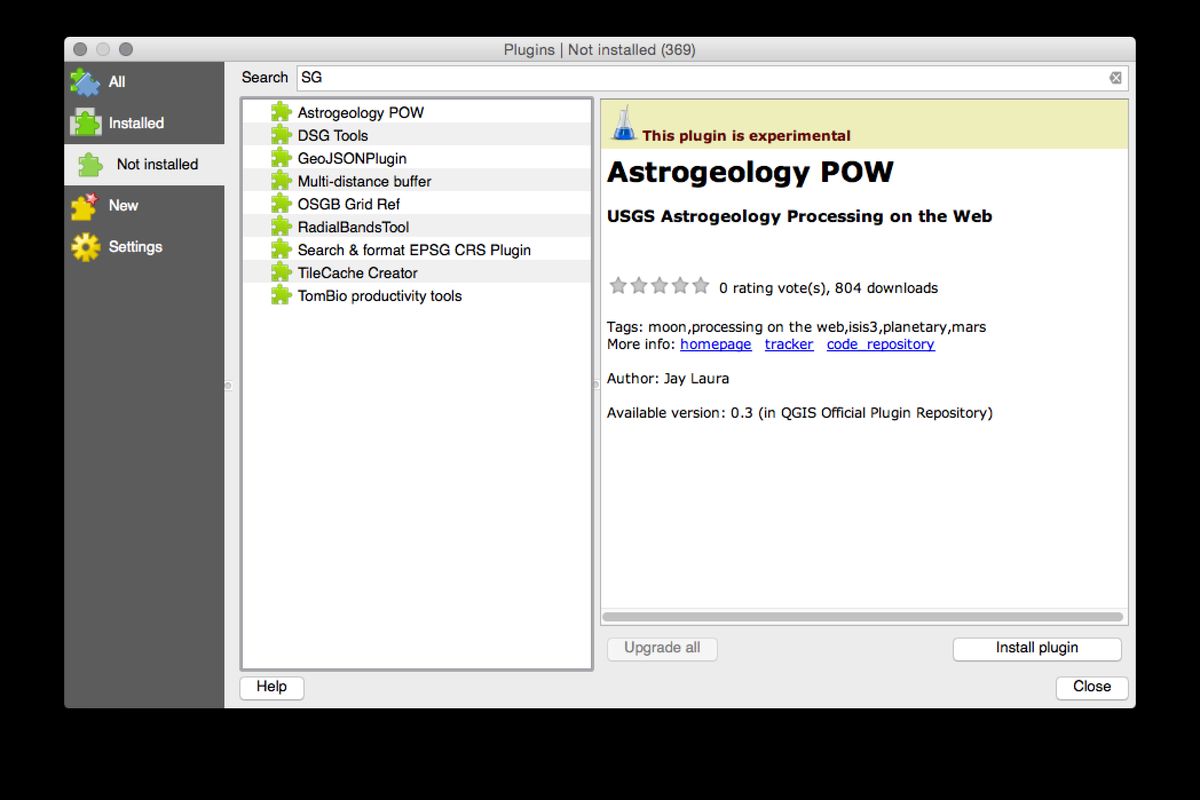 Plugins | Not installed (369)
All
Installed
Not installed
New
Settings
Search SG
Astrogeology POW
DSG Tools
GeoJSONPlugin
Multi-distance buffer
OSGB Grid Ref
RadialBandsTool
Search & format EPSG CRS Plugin
TileCache Creator
TomBio productivity tools
This plugin is experimental
Astrogeology POW
USGS Astrogeology Processing on the Web
0 rating vote(s), 804 downloads
Tags: moon,processing on the web,isis3,planetary,mars
More info: homepage tracker code_repository
Author: Jay Laura
Available version: 0.3 (in QGIS Official Plugin Repository)
Upgrade all Install plugin
Help Close